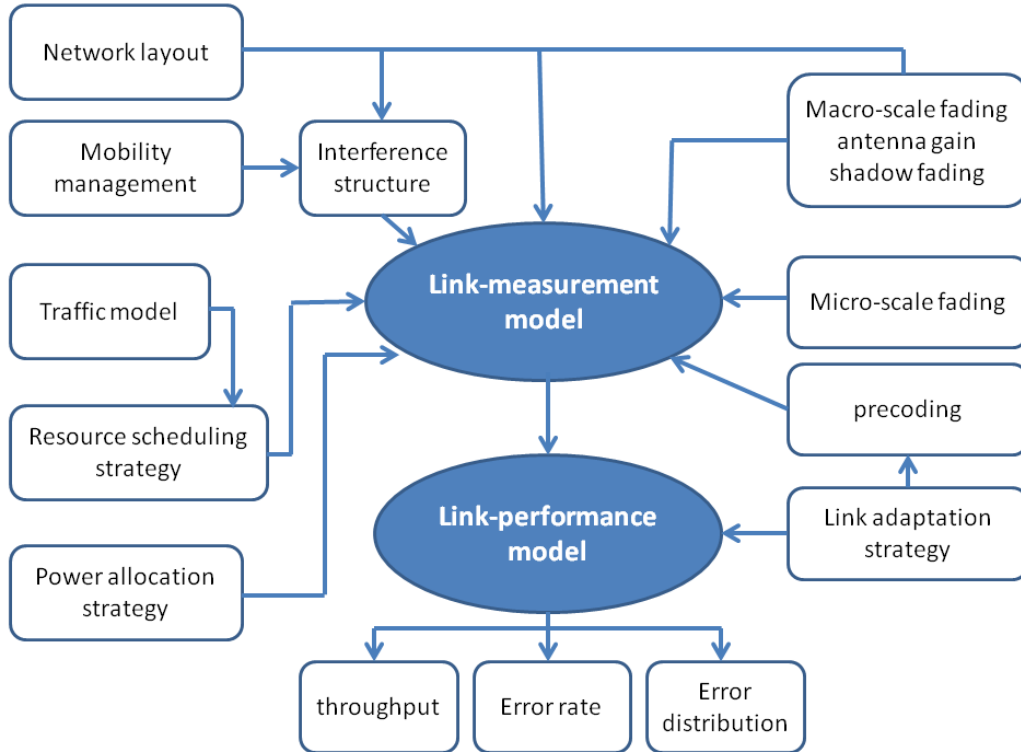 Network layout
Mobility
management
Interference
structure
Macro-scale fading
antenna gain
shadow fading
Traffic model
Link-measurement
model
Micro-scale fading
Resource scheduling
strategy
precoding
Power allocation
strategy
Link-performance
model
Link adaptation
strategy
throughput
Error rate
Error
distribution